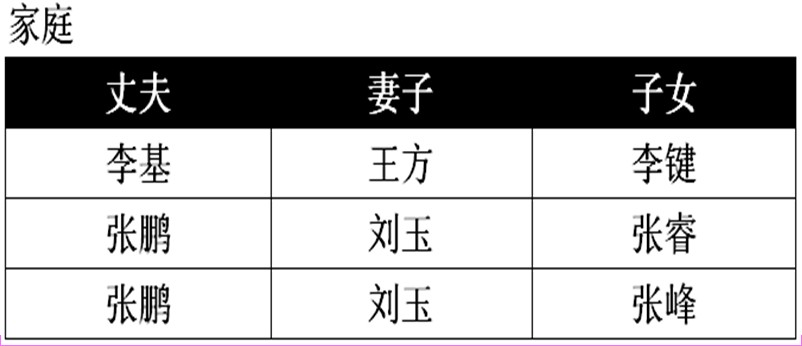 家庭
丈夫 妻子 子女
李基 王方 李键
张鹏 刘玉 张睿
张鹏 刘玉 张峰